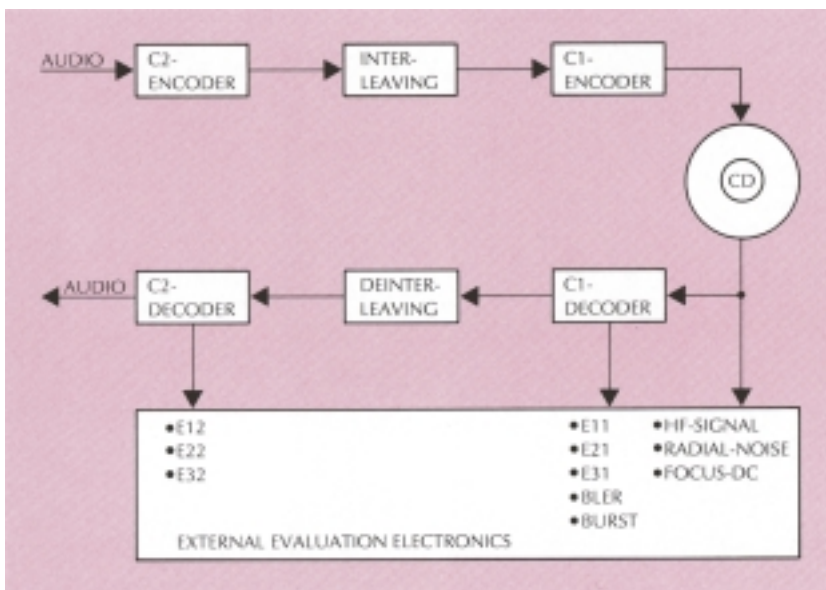 AUDIO
C2-
ENCODER
INTER-
LEAVING
C1-
ENCODER
CD
AUDIO
C2-
DECODER
DEINTER-
LEAVING
C1-
DECODER
•E12
•E22
•E32
•E11
•E21
•E31
•BLER
•BURST
•HF-SIGNAL
•RADIAL-NOISE
•FOCUS-DC
EXTERNAL EVALUATION ELECTRONICS